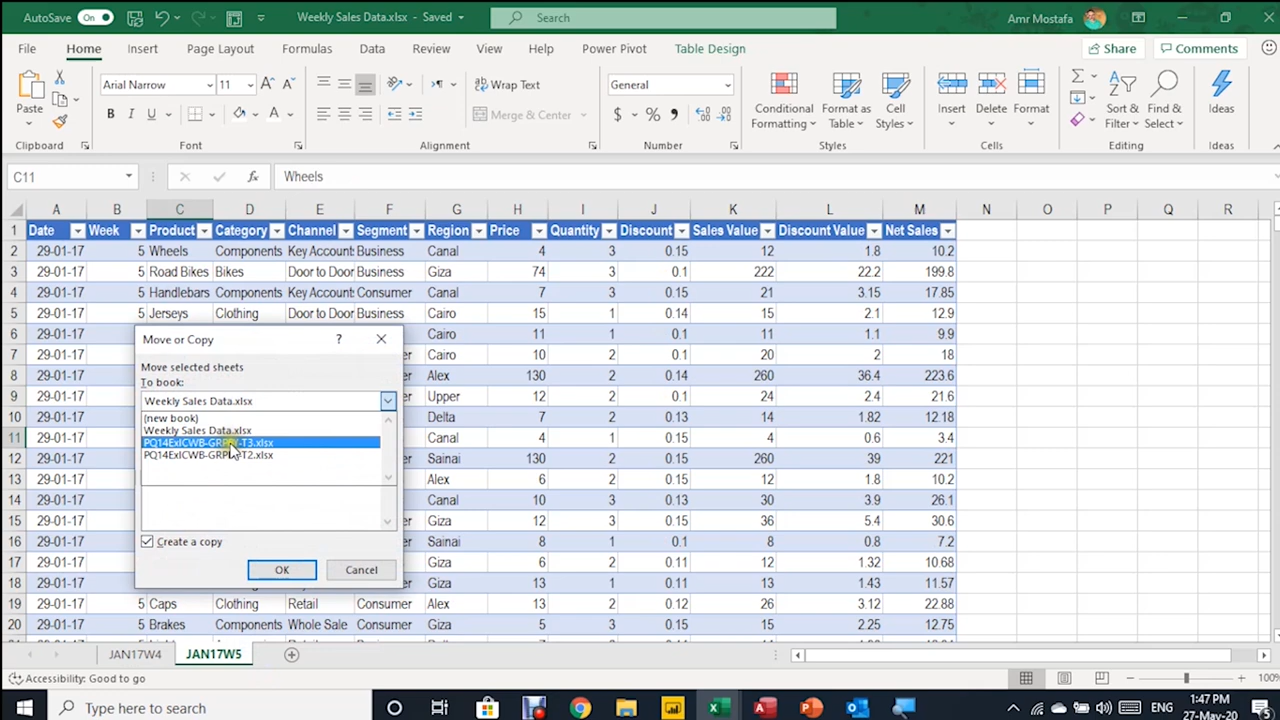 AutoSave On Weekly Sales Data.xlsx - Saved Search Amr Mostafa
File Home Insert Page Layout Formulas Data Review View Help Power Pivot Table Design Share Comments
Arial Narrow 11 Wrap Text General
Paste B I U Merge & Center $ % Conditional Formatting Format as Table Cell Styles Insert Delete Format Sort & Filter Find & Select Ideas
Clipboard Font Alignment Number Styles Cells Editing Ideas
C11 fx Wheels
A B C D E F G H I J K L M N O P Q R
1 Date Week Product Category Channel Segment Region Price Quantity Discount Sales Value Discount Value Net Sales
2 29-01-17 5 Wheels Components Key Account Business Canal 4 3 0.15 12 1.8 10.2
3 29-01-17 5 Road Bikes Bikes Door to Door Business Giza 74 3 0.1 222 22.2 199.8
4 29-01-17 5 Handlebars Components Key Account Consumer Canal 7 3 0.15 21 3.15 17.85
5 29-01-17 5 Jerseys Clothing Door to Door Business Cairo 15 1 0.14 15 2.1 12.9
6 29-01-17 Cairo 11 1 0.1 11 1.1 9.9
7 29-01-17 er Cairo 10 2 0.1 20 2 18
8 29-01-17 er Alex 130 2 0.14 260 36.4 223.6
9 29-01-17 er Upper 12 2 0.1 24 2.4 21.6
10 29-01-17 er Delta 7 2 0.13 14 1.82 12.18
11 29-01-17 er Canal 4 1 0.15 4 0.6 3.4
12 29-01-17 er Sainai 130 2 0.15 260 39 221
13 29-01-17 er Alex 6 2 0.15 12 1.8 10.2
14 29-01-17 er Canal 10 3 0.13 30 3.9 26.1
15 29-01-17 er Giza 12 3 0.15 36 5.4 30.6
16 29-01-17 er Sainai 8 1 0.1 8 0.8 7.2
17 29-01-17 er Giza 6 2 0.11 12 1.32 10.68
18 29-01-17 er Giza 13 1 0.11 13 1.43 11.57
19 29-01-17 5 Caps Clothing Retail Consumer Alex 13 2 0.12 26 3.12 22.88
20 29-01-17 5 Brakes Components Whole Sale Consumer Giza 5 3 0.15 15 2.25 12.75
Move or Copy ?
Move selected sheets
To book:
Weekly Sales Data.xlsx
(new book)
Weekly Sales Data.xlsx
Create a copy
OK Cancel
JAN17W4 JAN17W5
Accessibility: Good to go 100%
Type here to search ENG 1:47 PM
27-May-20 5